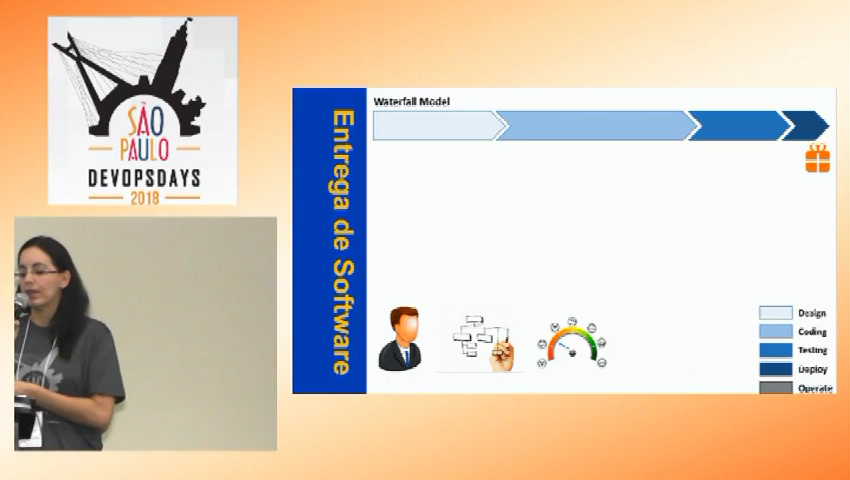 SÃO
PAULO
DEVOPSDAYS
2018
Entrega de Software
Waterfall Model
Design
Coding
Testing
Deploy
Operate